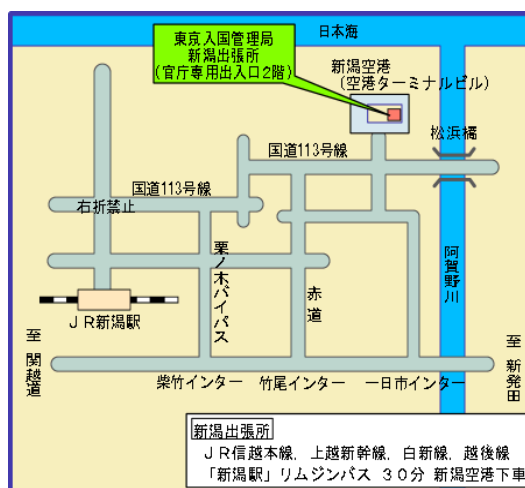 日本海
東京入国管理局
新潟出張所
(官庁専用出入口2階)
新潟空港
(空港ターミナルビル)
松浜橋
国道113号線
国道113号線
右折禁止
栗ノ木バイパス
赤道
阿賀野川
JR新潟駅
至関越道
至新発田
柴竹インター
竹尾インター
一日市インター
新潟出張所
JR信越本線, 上越新幹線, 白新線, 越後線
「新潟駅」リムジンバス 30分 新潟空港下車